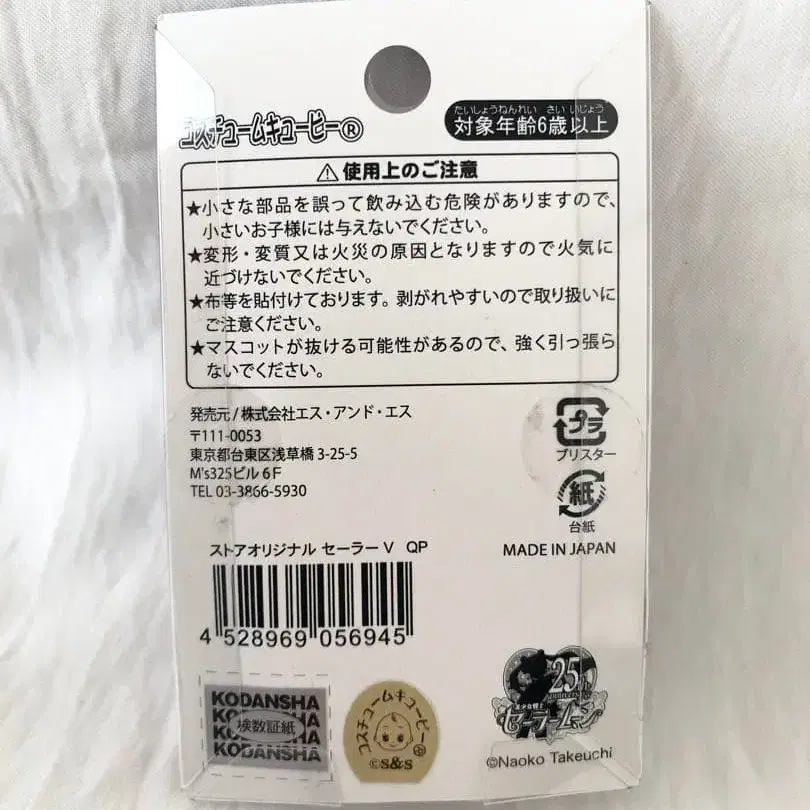 たいしょうねんれい さい いじょう
対象年齢6歳以上
コスチュームキューピー®
⚠使用上のご注意
★小さな部品を誤って飲み込む危険がありますので、
小さいお子様には与えないでください。
★変形・変質又は火災の原因となりますので火気に
近づけないでください。
★布等を貼付けております。剥がれやすいので取り扱いに
ご注意ください。
★マスコットが抜ける可能性があるので、強く引っ張ら
ないでください。
発売元/株式会社エス・アンド・エス
〒111-0053
東京都台東区浅草橋3-25-5
M's325ビル 6F
TEL 03-3866-5930
プラ
ブリスター
紙
台紙
ストアオリジナル セーラーV QP
MADE IN JAPAN
4 528969 056945
KODANSHA
KODANSHA
検数証紙
KODANSHA
KODANSHA
コスチュームキューピー
©s&s
25th
Anniversary
美少女戦士
セーラームーン
©Naoko Takeuchi